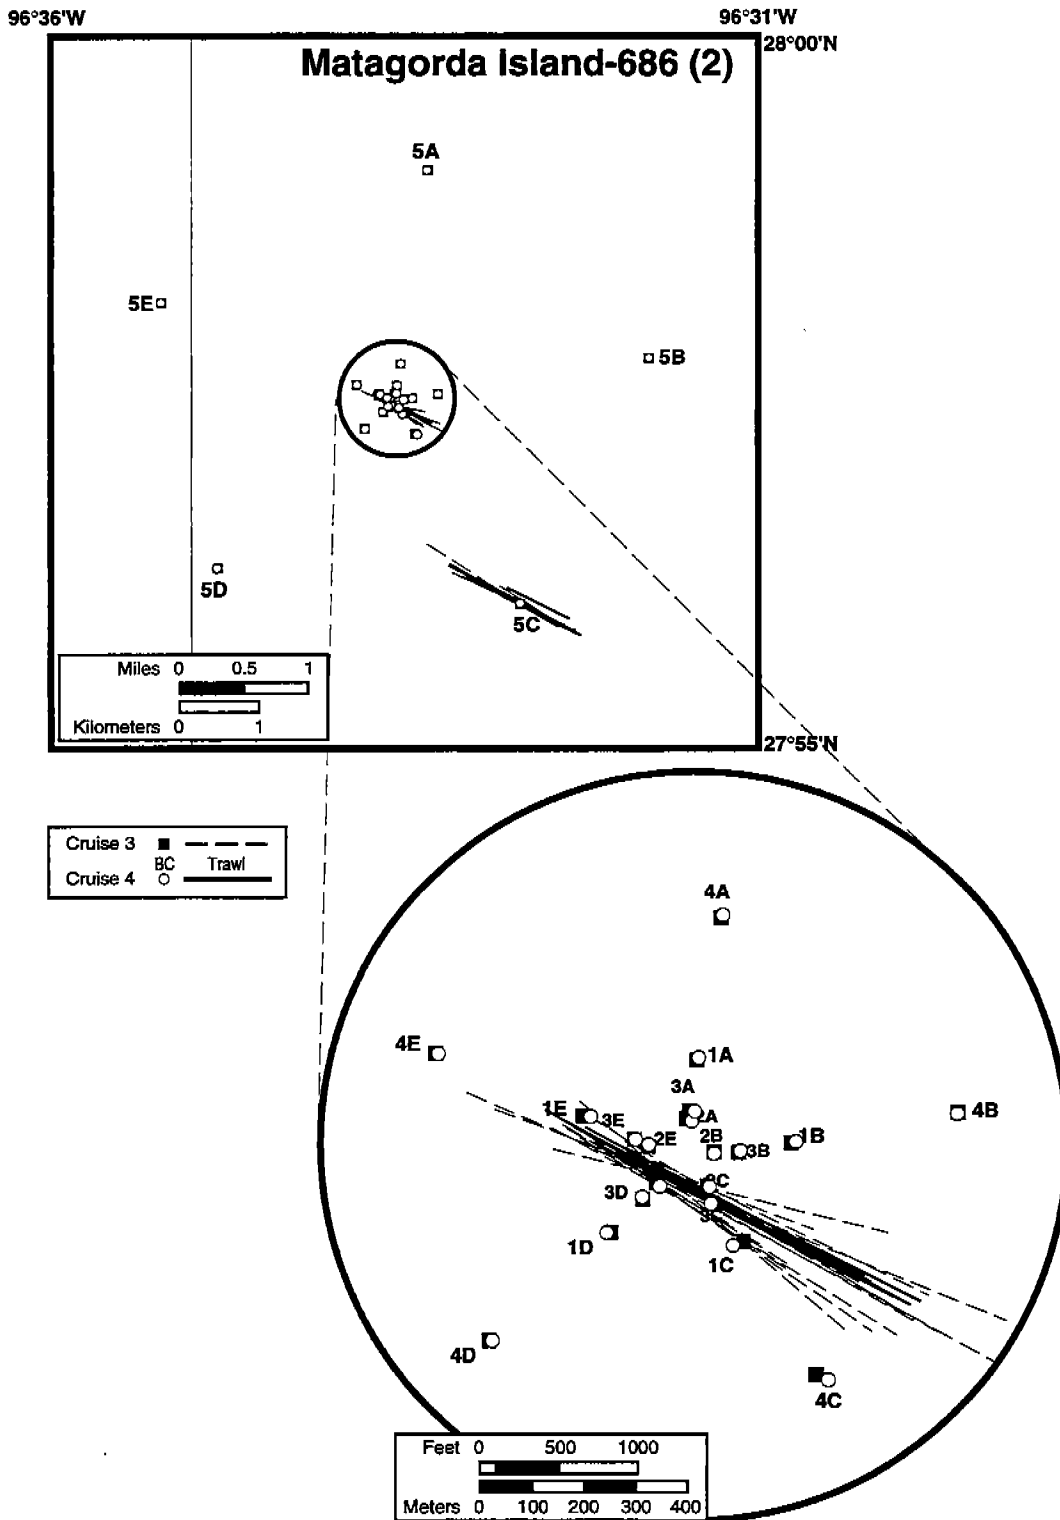 96°36'W
96°31'W
28°00'N
Matagorda Island-686 (2)
5A
5E
5B
5D
5C
Miles 0 0.5 1
Kilometers 0 1
27°55'N
Cruise 3
BC Trawl
Cruise 4
4A
4E
1A
3A
1E
3E
2A
4B
2E
2B
3B
1B
3D
1D
1C
4D
4C
Feet 0 500 1000
Meters 0 100 200 300 400